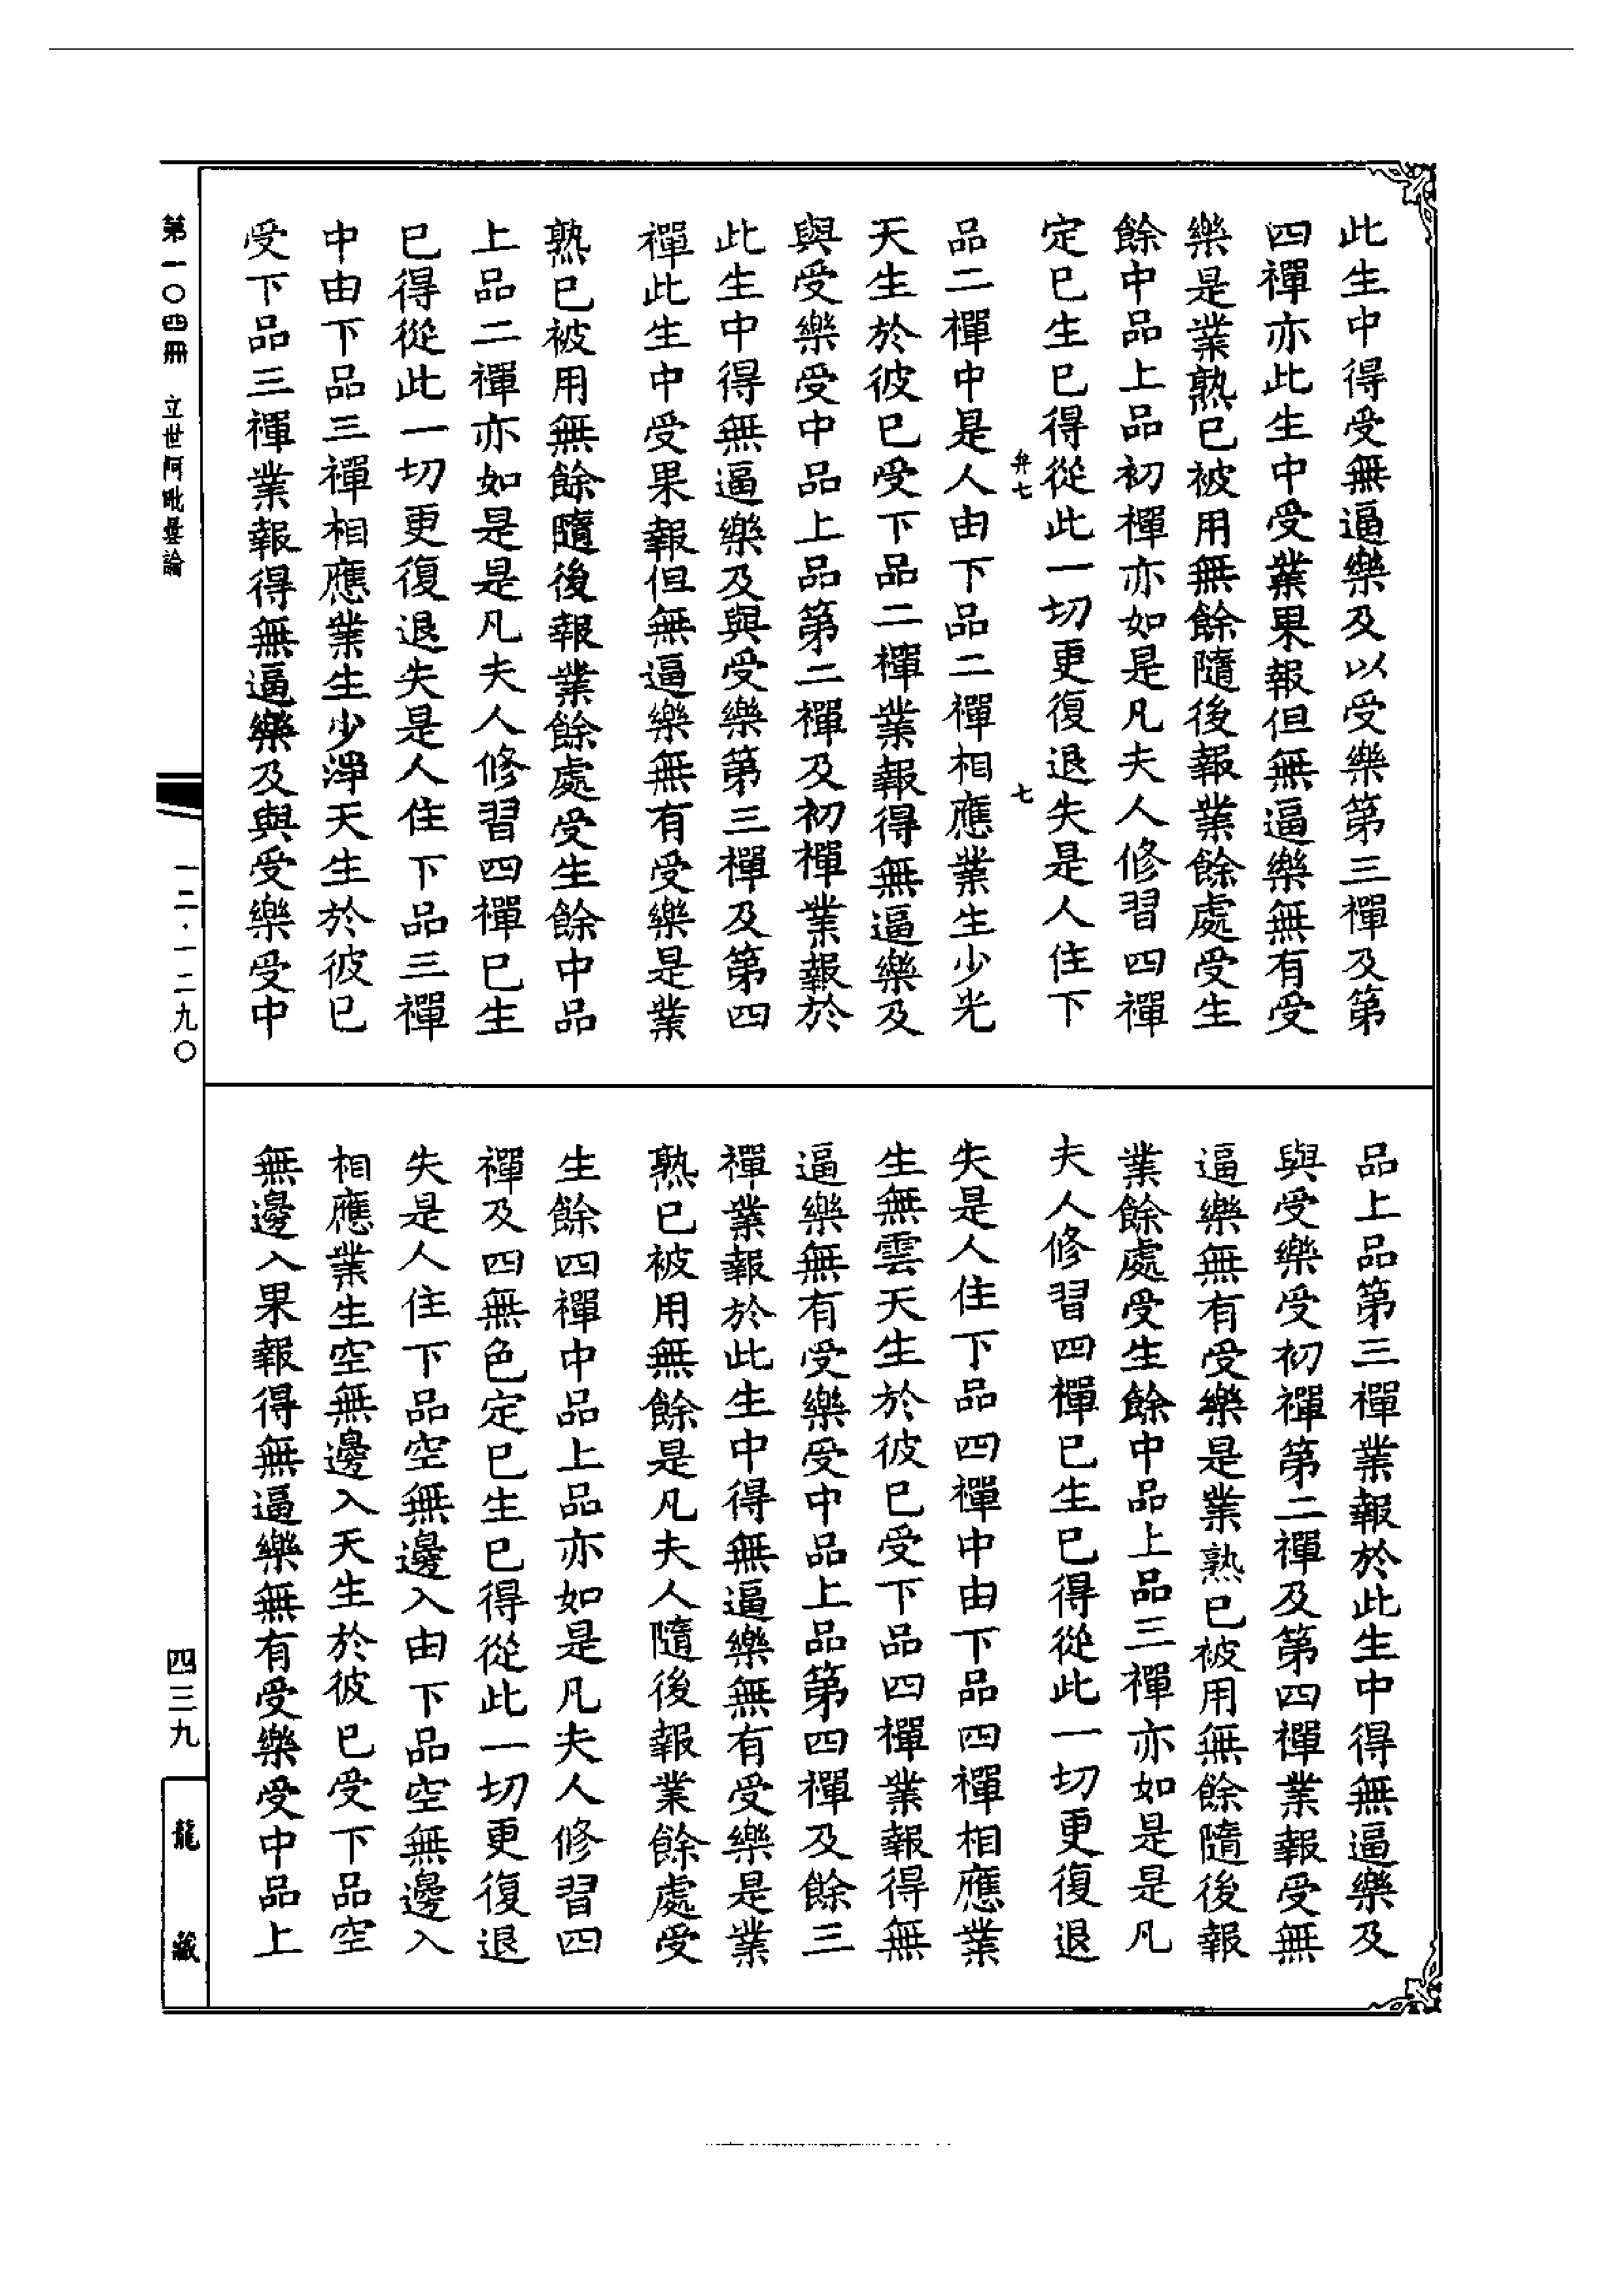 此生中得受無逼樂及以受樂第三禪及第
四禪亦此生中受業果報但無逼樂無有受
樂是業熟已被用無餘隨後報業餘處受生
餘中品上品初禪亦如是凡夫人修習四禪
定已生已得從此一切更復退失是人住下
弁七 七
品二禪中是人由下品二禪相應業生少光
天生於彼已受下品二禪業報得無逼樂及
與受樂受中品上品第二禪及初禪業報於
此生中得無逼樂及與受樂第三禪及第四
禪此生中受果報但無逼樂無有受樂是業
熟已被用無餘隨後報業餘處受生餘中品
上品二禪亦如是是凡夫人修習四禪已生
已得從此一切更復退失是人住下品三禪
中由下品三禪相應業生少淨天生於彼已
受下品三禪業報得無逼樂及與受樂受中
品上品第三禪業報於此生中得無逼樂及
與受樂受初禪第二禪及第四禪業報受無
逼樂無有受樂是業熟已被用無餘隨後報
業餘處受生餘中品上品三禪亦如是是凡
夫人修習四禪已生已得從此一切更復退
失是人住下品四禪中由下品四禪相應業
生無雲天生於彼已受下品四禪業報得無
逼樂無有受樂受中品上品第四禪及餘三
禪業報於此生中得無逼樂無有受樂是業
熟已被用無餘是凡夫人隨後報業餘處受
生餘四禪中品上品亦如是凡夫人修習四
禪及四無色定已生已得從此一切更復退
失是人住下品空無邊入由下品空無邊入
相應業生空無邊入天生於彼已受下品空
無邊入果報得無逼樂無有受樂受中品上
第一〇四冊 立世阿毗曇論
一二·一二九〇
四三九
龍藏